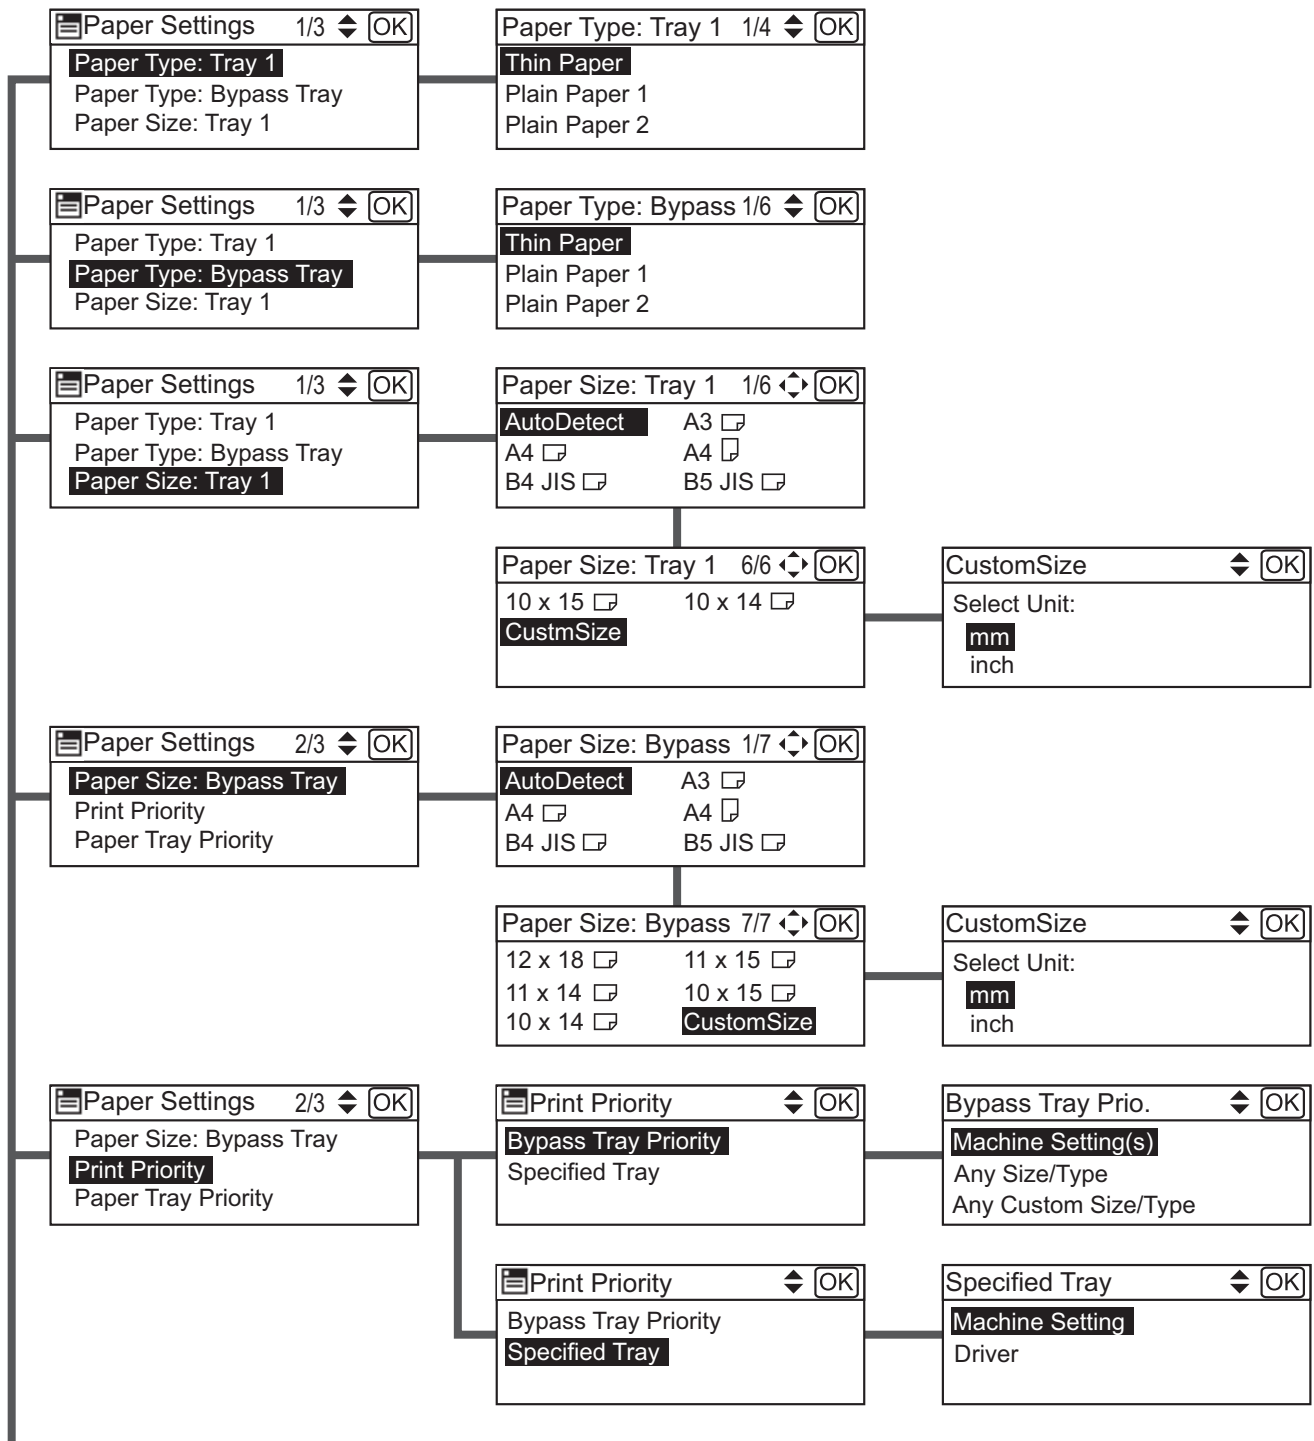 Paper Settings 1/3 OK
Paper Type: Tray 1
Paper Type: Bypass Tray
Paper Size: Tray 1
Paper Type: Tray 1 1/4 OK
Thin Paper
Plain Paper 1
Plain Paper 2
Paper Settings 1/3 OK
Paper Type: Tray 1
Paper Type: Bypass Tray
Paper Size: Tray 1
Paper Type: Bypass 1/6 OK
Thin Paper
Plain Paper 1
Plain Paper 2
Paper Settings 1/3 OK
Paper Type: Tray 1
Paper Type: Bypass Tray
Paper Size: Tray 1
Paper Size: Tray 1 1/6 OK
AutoDetect A3
A4 A4
B4 JIS B5 JIS
Paper Size: Tray 1 6/6 OK
10 x 15 10 x 14
CustmSize
CustomSize OK
Select Unit:
mm
inch
Paper Settings 2/3 OK
Paper Size: Bypass Tray
Print Priority
Paper Tray Priority
Paper Size: Bypass 1/7 OK
AutoDetect A3
A4 A4
B4 JIS B5 JIS
Paper Size: Bypass 7/7 OK
12 x 18 11 x 15
11 x 14 10 x 15
10 x 14 CustomSize
CustomSize OK
Select Unit:
mm
inch
Paper Settings 2/3 OK
Paper Size: Bypass Tray
Print Priority
Paper Tray Priority
Print Priority OK
Bypass Tray Priority
Specified Tray
Bypass Tray Prio. OK
Machine Setting(s)
Any Size/Type
Any Custom Size/Type
Print Priority OK
Bypass Tray Priority
Specified Tray
Specified Tray OK
Machine Setting
Driver